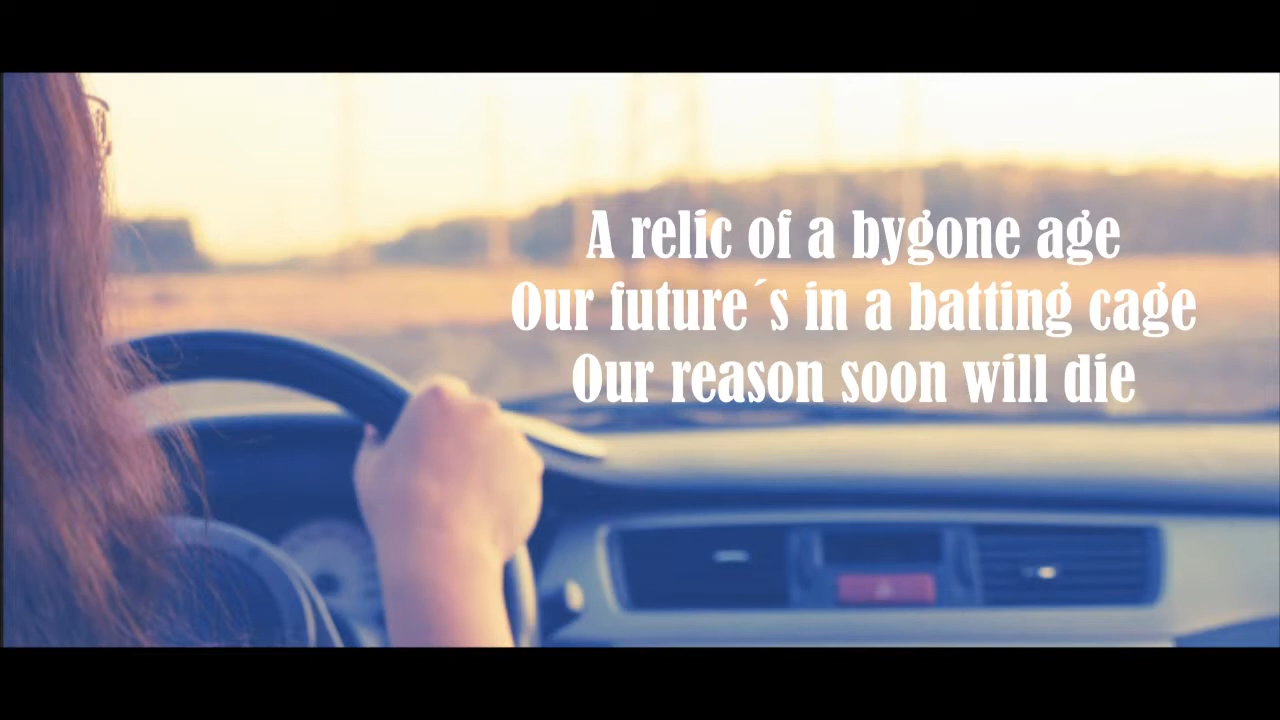 A relic of a bygone age
Our future´s in a batting cage
Our reason soon will die